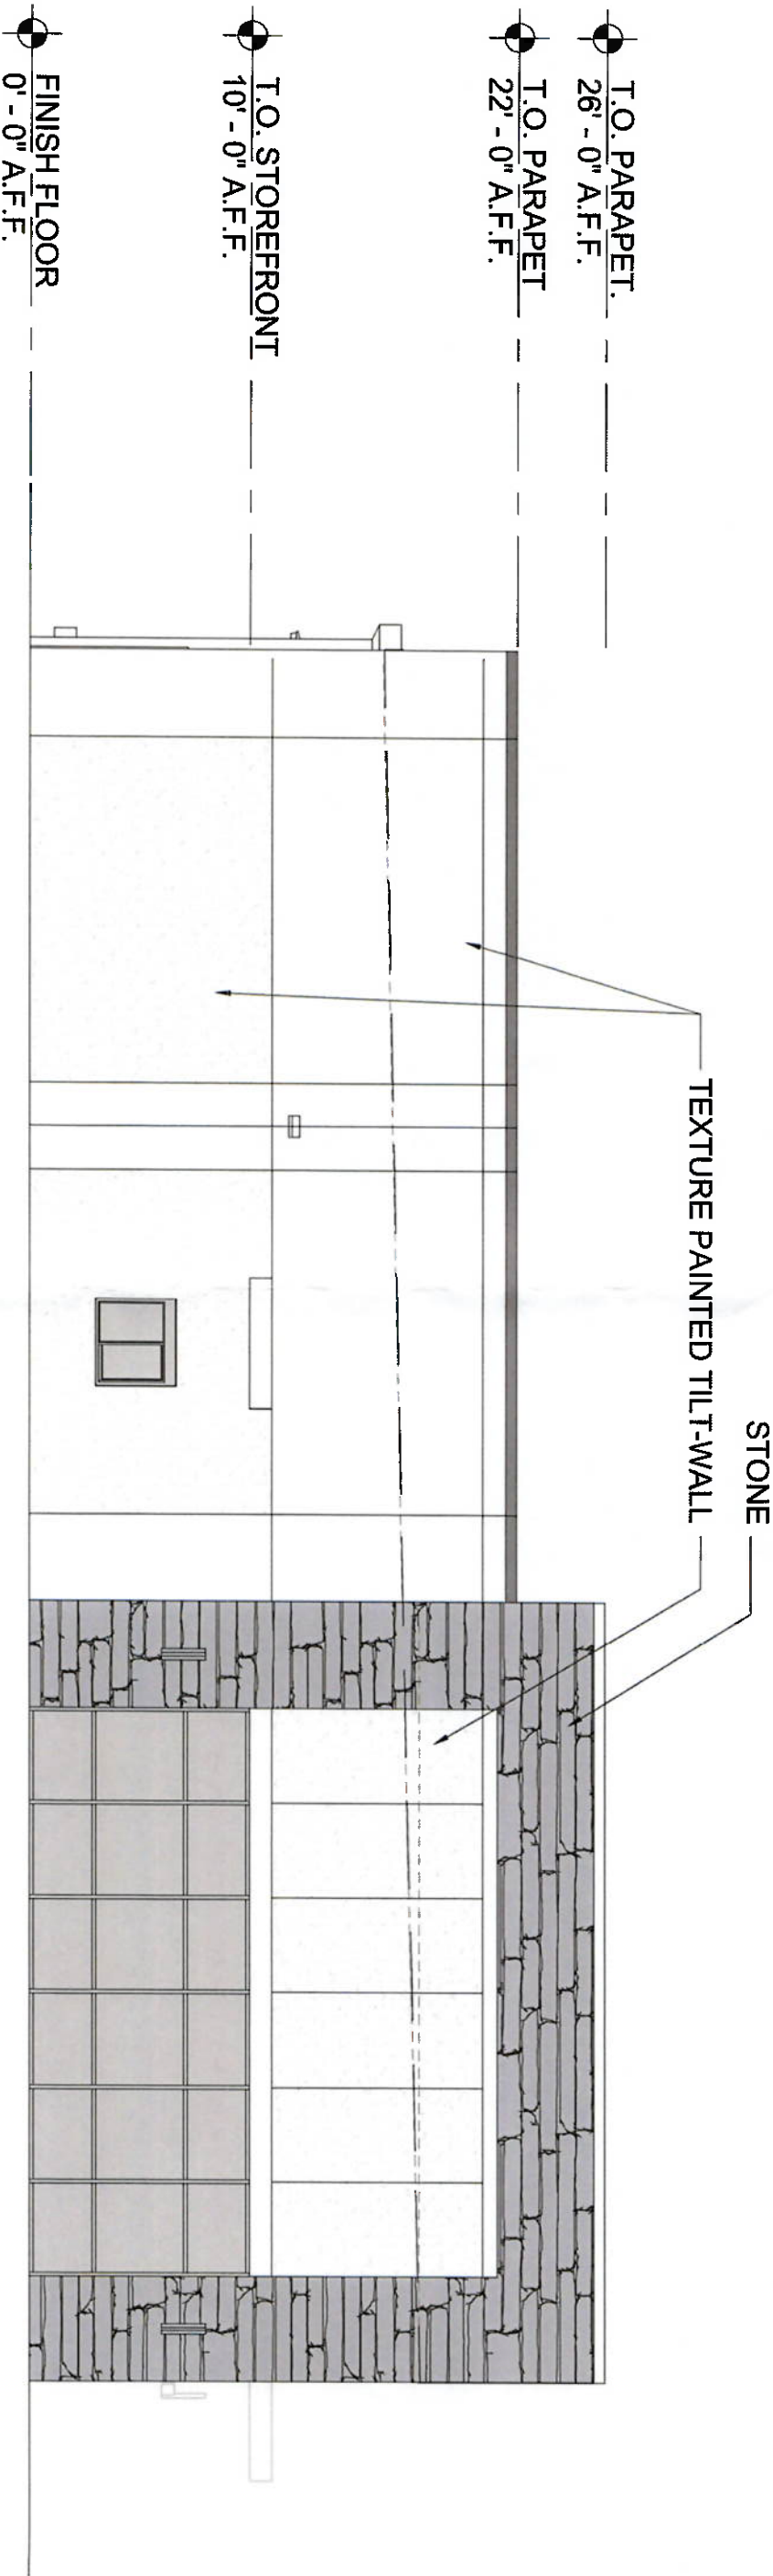 STONE
TEXTURE PAINTED TILT-WALL
T.O. PARAPET.
26' - 0" A.F.F.
T.O. PARAPET
22' - 0" A.F.F.
T.O. STOREFRONT
10' - 0" A.F.F.
FINISH FLOOR
0' - 0" A.F.F.